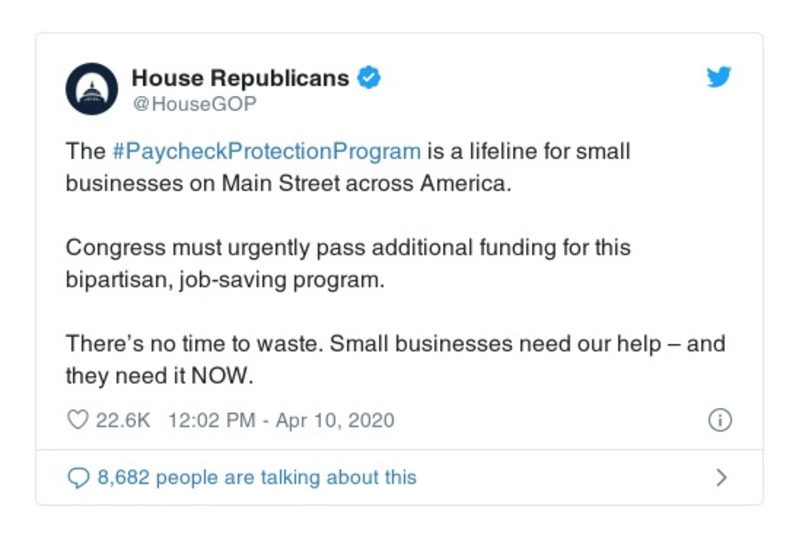 House Republicans
@HouseGOP
The #PaycheckProtectionProgram is a lifeline for small
businesses on Main Street across America.
Congress must urgently pass additional funding for this
bipartisan, job-saving program.
There’s no time to waste. Small businesses need our help – and
they need it NOW.
22.6K 12:02 PM - Apr 10, 2020
8,682 people are talking about this